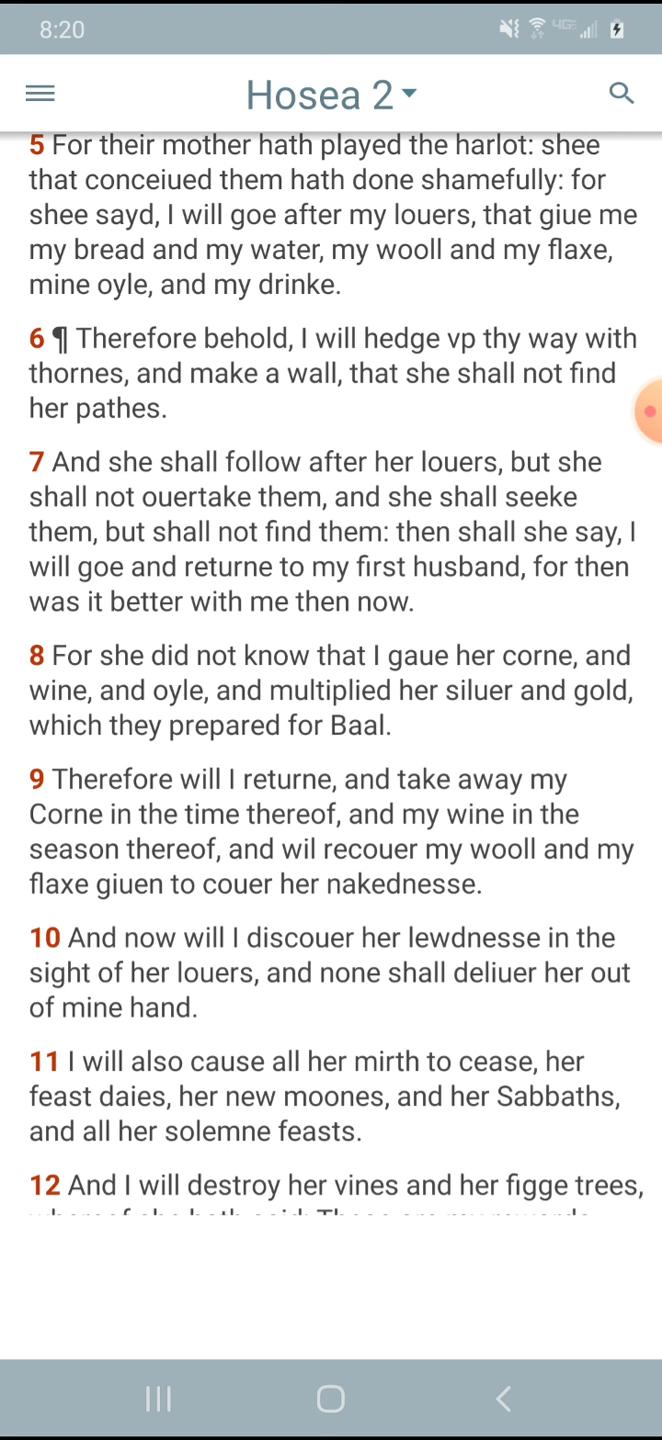 8:20
4GE
Hosea 2
5 For their mother hath played the harlot: shee
that conceiued them hath done shamefully: for
shee sayd, I will goe after my louers, that giue me
my bread and my water, my wooll and my flaxe,
mine oyle, and my drinke.
6 ¶ Therefore behold, I will hedge vp thy way with
thornes, and make a wall, that she shall not find
her pathes.
7 And she shall follow after her louers, but she
shall not ouertake them, and she shall seeke
them, but shall not find them: then shall she say, I
will goe and returne to my first husband, for then
was it better with me then now.
8 For she did not know that I gaue her corne, and
wine, and oyle, and multiplied her siluer and gold,
which they prepared for Baal.
9 Therefore will I returne, and take away my
Corne in the time thereof, and my wine in the
season thereof, and wil recouer my wooll and my
flaxe giuen to couer her nakednesse.
10 And now will I discouer her lewdnesse in the
sight of her louers, and none shall deliuer her out
of mine hand.
11 I will also cause all her mirth to cease, her
feast daies, her new moones, and her Sabbaths,
and all her solemne feasts.
12 And I will destroy her vines and her figge trees,